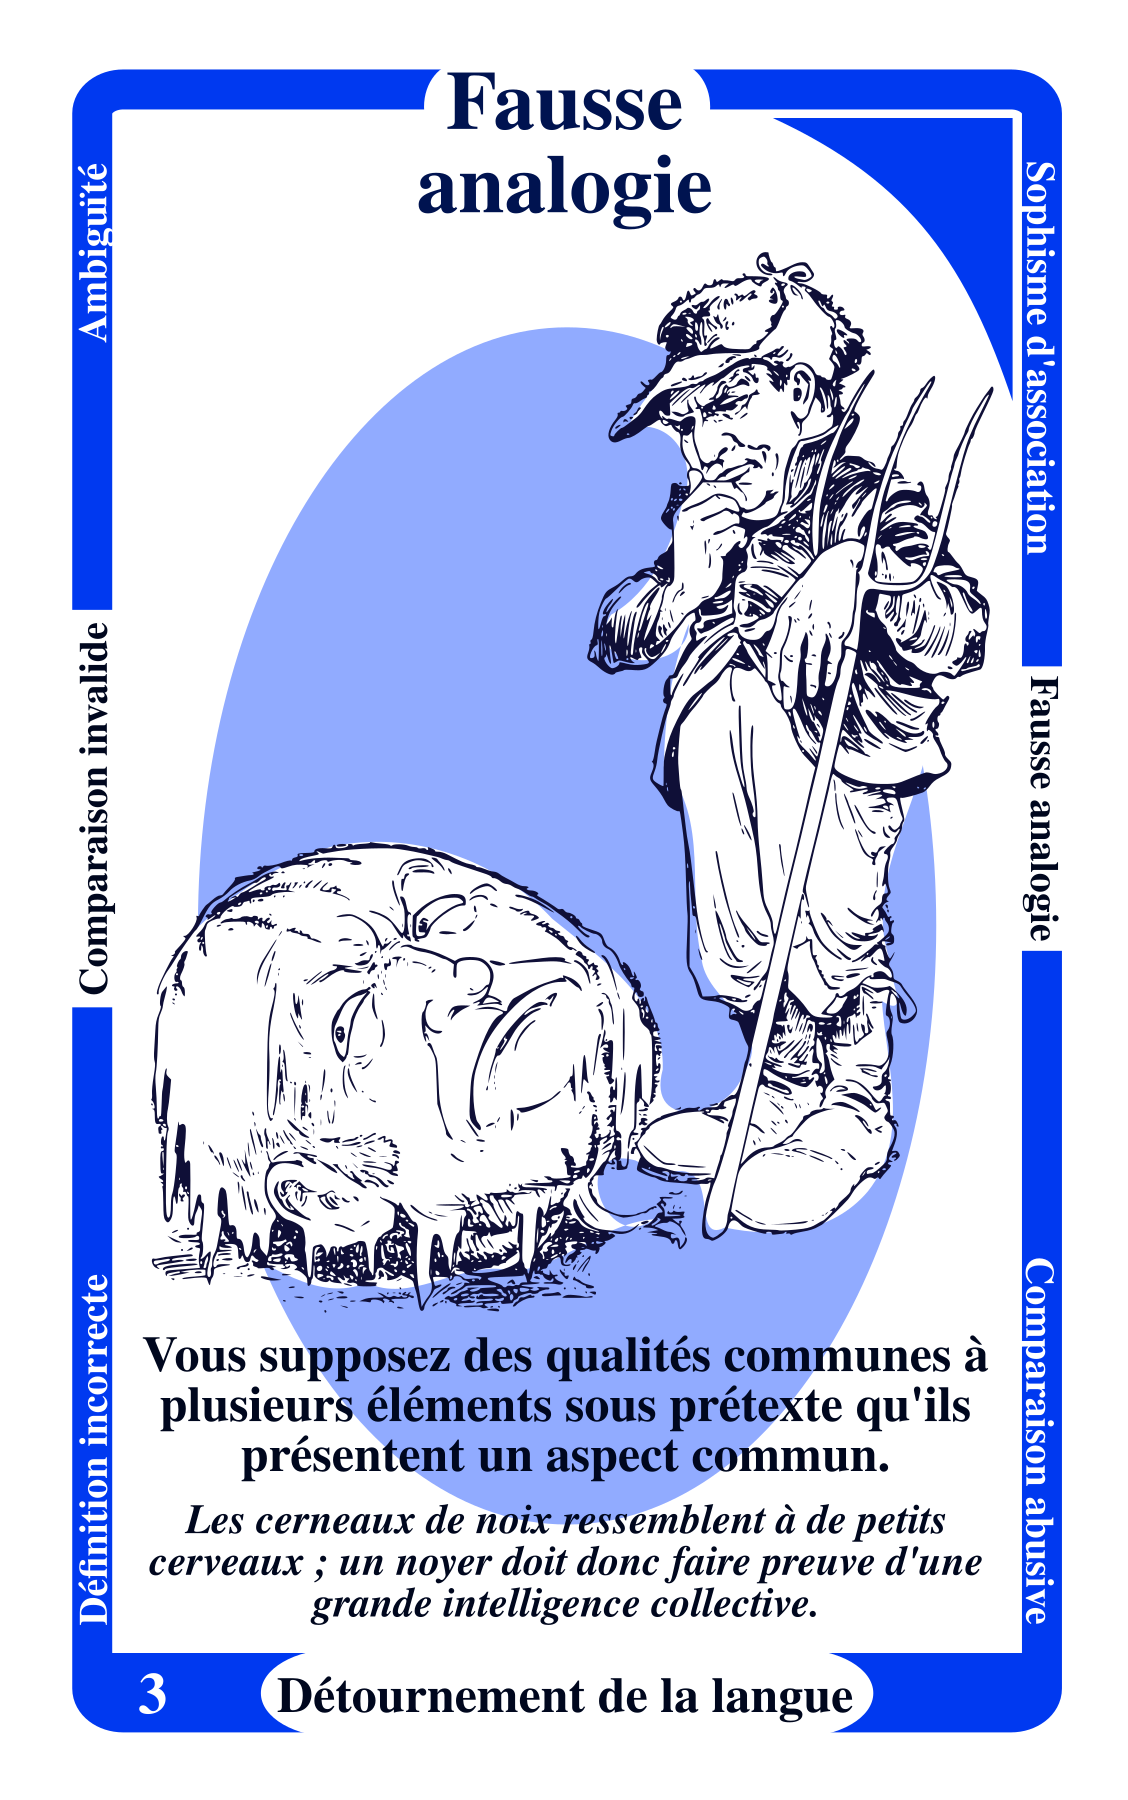 Fausse
analogie
Ambiguïté
Comparaison invalide
Définition incorrecte
Sophisme d'association
Fausse analogie
Comparaison abusive
Vous supposez des qualités communes à
plusieurs éléments sous prétexte qu'ils
présentent un aspect commun.
Les cerneaux de noix ressemblent à de petits
cerveaux ; un noyer doit donc faire preuve d'une
grande intelligence collective.
3
Détournement de la langue